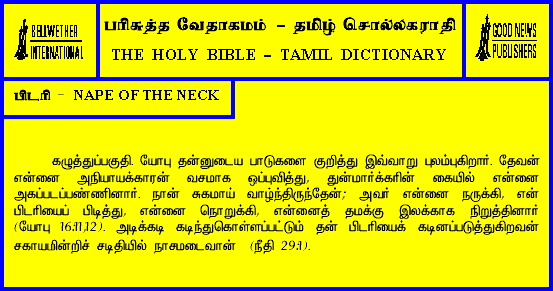 BELLWETHER
INTERNATIONAL
பரிசுத்த வேதாகமம் - தமிழ் சொல்லகராதி
THE HOLY BIBLE - TAMIL DICTIONARY
GOOD NEWS
PUBLISHERS
பிடரி - NAPE OF THE NECK
கழுத்துப்பகுதி. யோபு தன்னுடைய பாடுகளை குறித்து இவ்வாறு புலம்புகிறார். தேவன்
என்னை அநியாயக்காரன் வசமாக ஒப்புவித்து, துன்மார்க்கரின் கையில் என்னை
அகப்படப்பண்ணினார். நான் சுகமாய் வாழ்ந்திருந்தேன்; அவர் என்னை நருக்கி, என்
பிடரியைப் பிடித்து, என்னை நொறுக்கி, என்னைத் தமக்கு இலக்காக நிறுத்தினார்
(யோபு 16:11,12). அடிக்கடி கடிந்துகொள்ளப்பட்டும் தன் பிடரியைக் கடினப்படுத்துகிறவன்
சகாயமின்றிச் சடிதியில் நாசமடைவான் (நீதி 29:1).